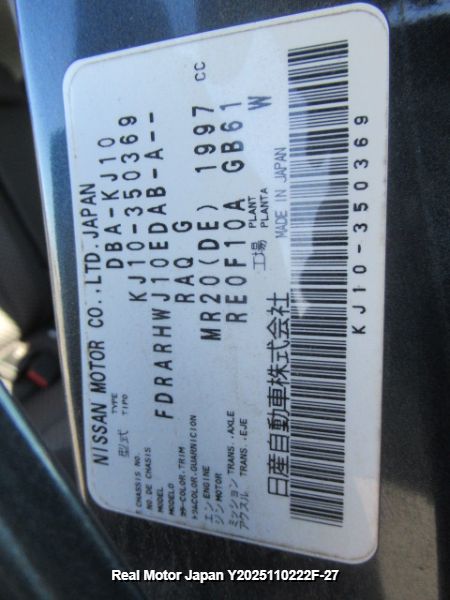 NISSAN MOTOR CO.,LTD.JAPAN
型式 TYPE TIPO DBA-KJ10
CHASSIS NO. NO DE CHASIS KJ10-350369
MODEL MODELO FDRARHWJ10EDAB-A--
カラー COLOR.TRIM トリム COLOR.GUARNICION RAQ G
エンジン ENGINE MOTOR MR20(DE) 1997 CC
ミッション TRANS..AXLE アクスル TRANS..EJE RE0F10A GB61
工場 PLANT PLANTA W
日産自動車株式会社 MADE IN JAPAN
KJ10-350369
Real Motor Japan Y2025110222F-27